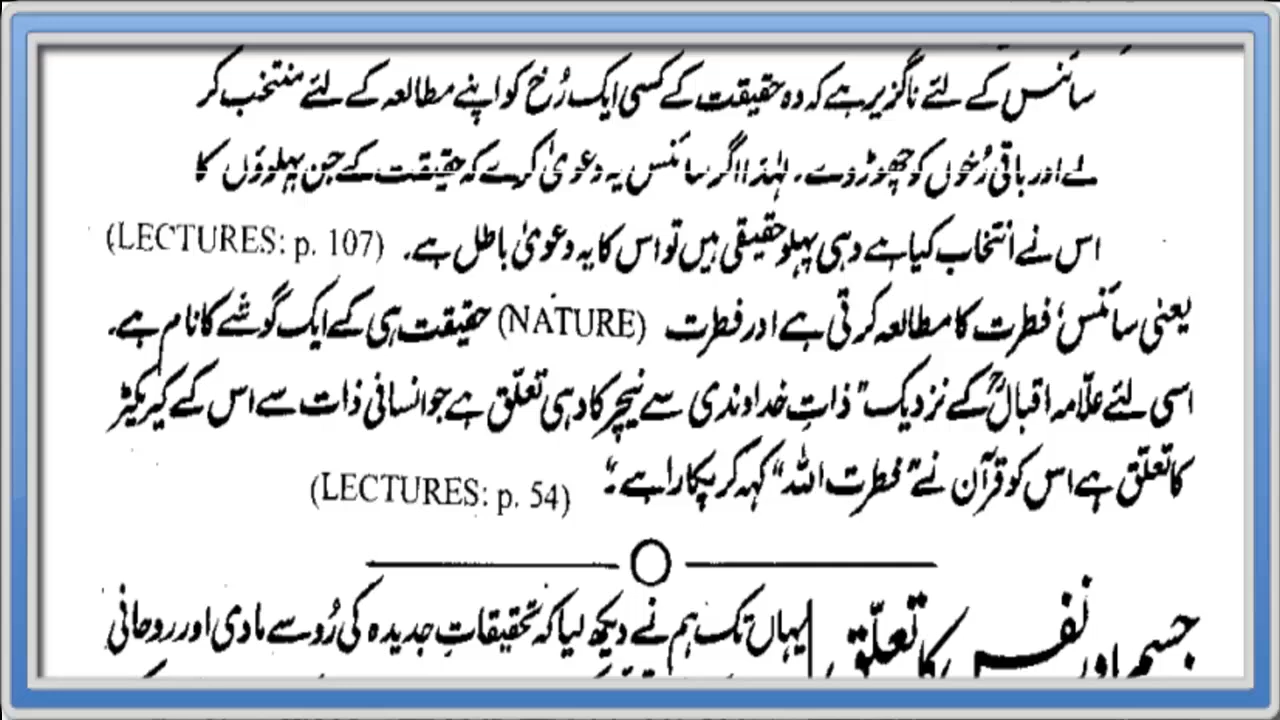 سائنس کے لئے ناگزیر ہے کہ وہ حقیقت کے کسی ایک رُخ کو اپنے مطالعہ کے لئے منتخب کر
لے اور باقی رُخوں کو چھوڑ دے۔ لہٰذا اگر سائنس یہ دعویٰ کرے کہ حقیقت کے جن پہلوؤں کا
اس نے انتخاب کیا ہے وہی پہلو حقیقی ہیں تو اس کا یہ دعویٰ باطل ہے۔ (LECTURES: p. 107)
یعنی سائنس، فطرت کا مطالعہ کرتی ہے اور فطرت (NATURE) حقیقت ہی کے ایک گوشے کا نام ہے۔
اسی لئے علّامہ اقبالؒ کے نزدیک "ذاتِ خداوندی سے نیچر کا وہی تعلّق ہے جو انسانی ذات سے اس کے کیریکٹر
کا تعلّق ہے اس کو قرآن نے "فطرت اللہ" کہہ کر پکارا ہے۔" (LECTURES: p. 54)
جسم اور نفس کا تعلّق یہاں تک ہم نے دیکھ لیا کہ تحقیقاتِ جدیدہ کی رُو سے مادی اور روحانی